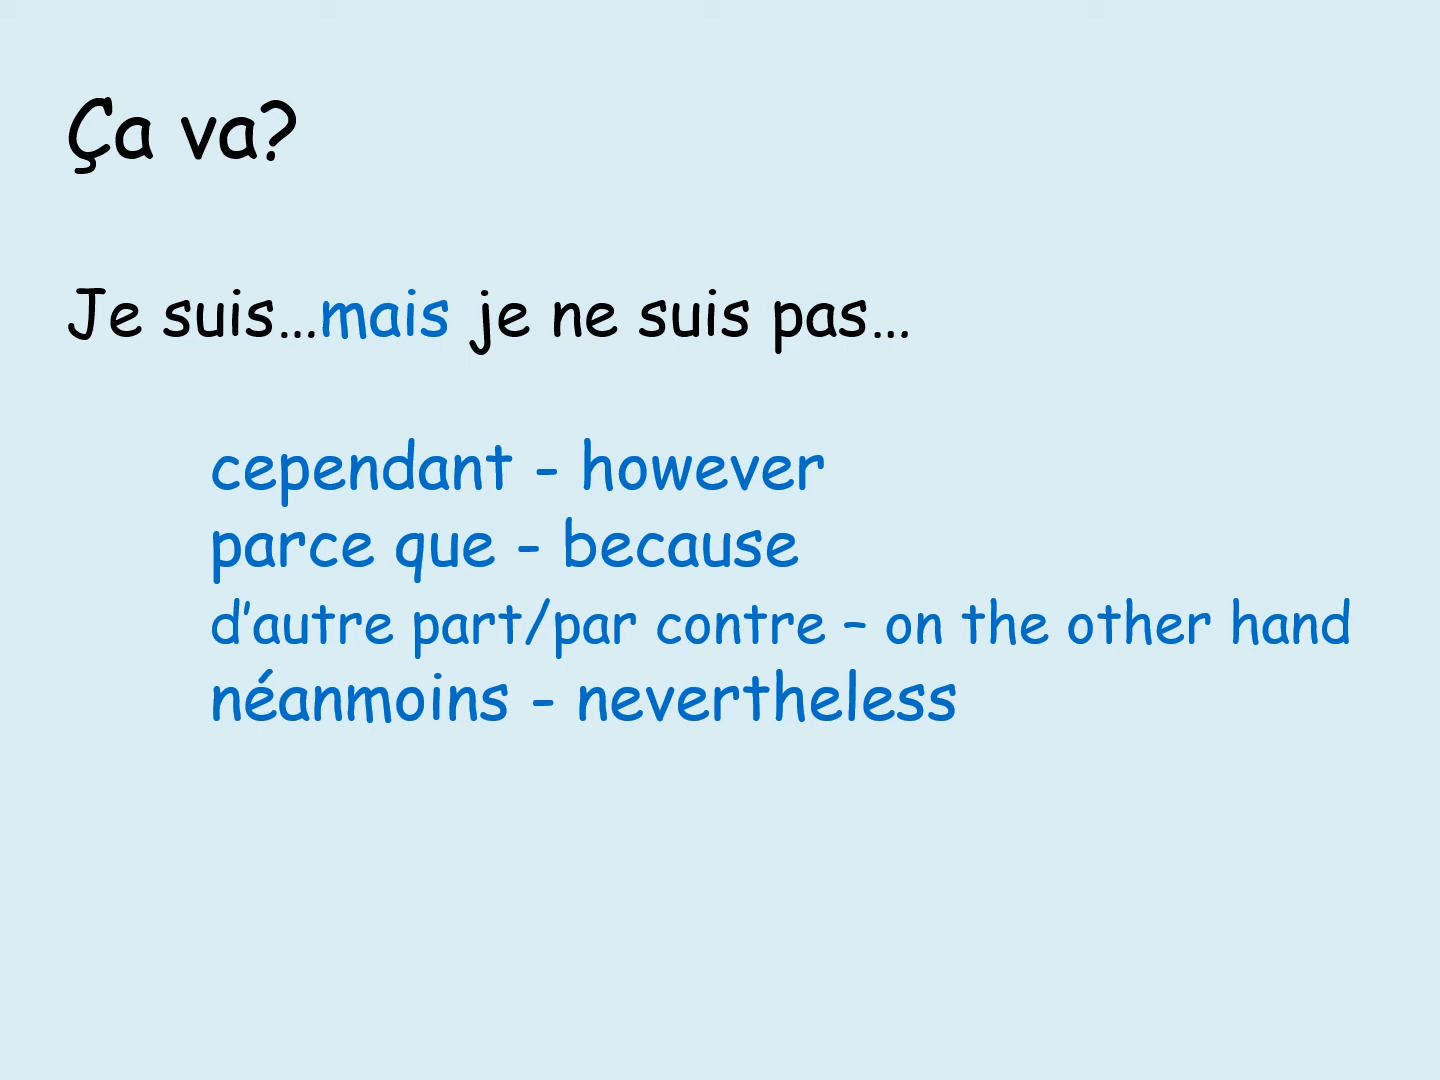 Ça va?
Je suis…mais je ne suis pas…
cependant - however
parce que - because
d’autre part/par contre – on the other hand
néanmoins - nevertheless